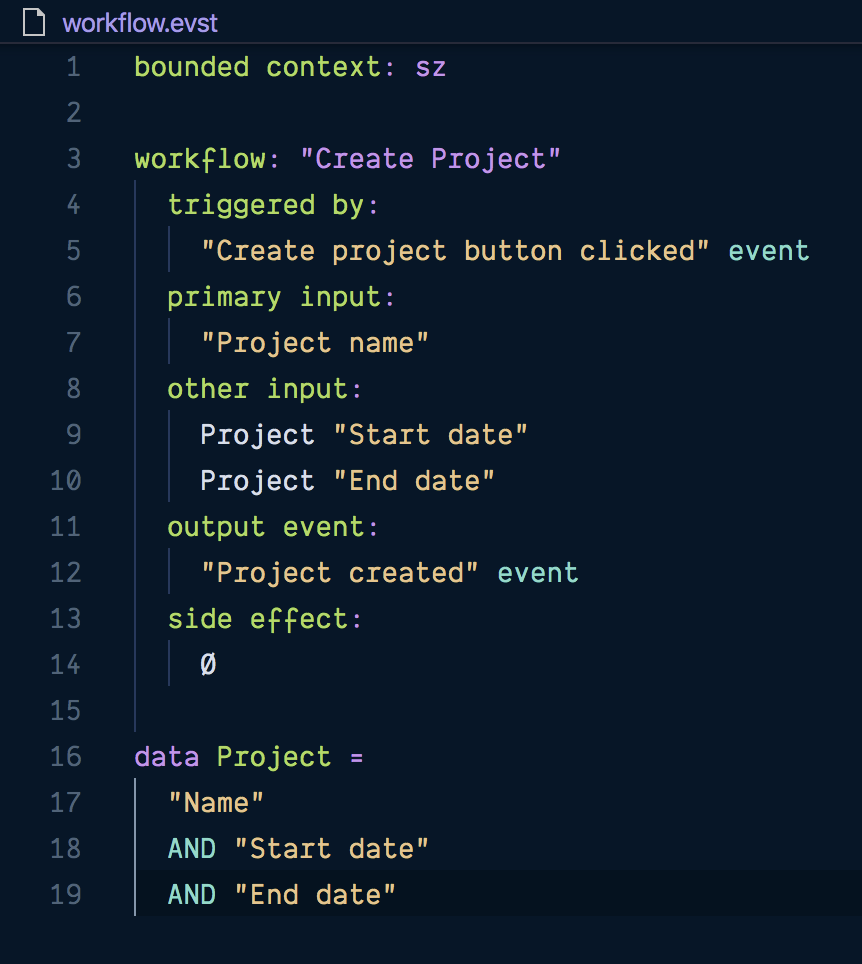 workflow.evst
1 bounded context: sz
2
3 workflow: "Create Project"
4 triggered by:
5 "Create project button clicked" event
6 primary input:
7 "Project name"
8 other input:
9 Project "Start date"
10 Project "End date"
11 output event:
12 "Project created" event
13 side effect:
14 Ø
15
16 data Project =
17 "Name"
18 AND "Start date"
19 AND "End date"